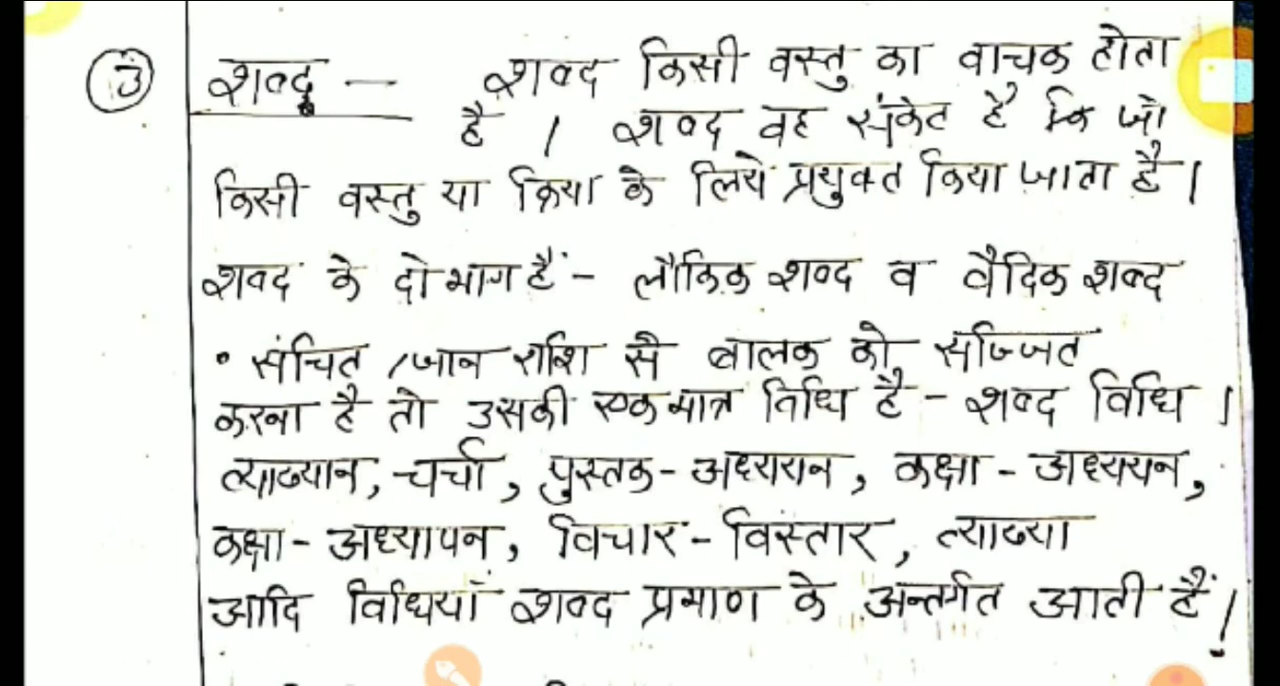 ③ शब्द — शब्द किसी वस्तु का वाचक होता
है । शब्द वह संकेत है कि जो
किसी वस्तु या क्रिया के लिये प्रयुक्त किया जाता है।
शब्द के दो भाग हैं - लौकिक शब्द व वैदिक शब्द
• संचित ज्ञान राशि से बालक को सज्जित
करना है तो उसकी एकमात्र विधि है - शब्द विधि ।
व्याख्यान, चर्चा, पुस्तक - अध्ययन, कक्षा - अध्ययन,
कक्षा - अध्यापन, विचार - विस्तार, व्याख्या
आदि विधियाँ शब्द प्रमाण के अन्तर्गत आती हैं।